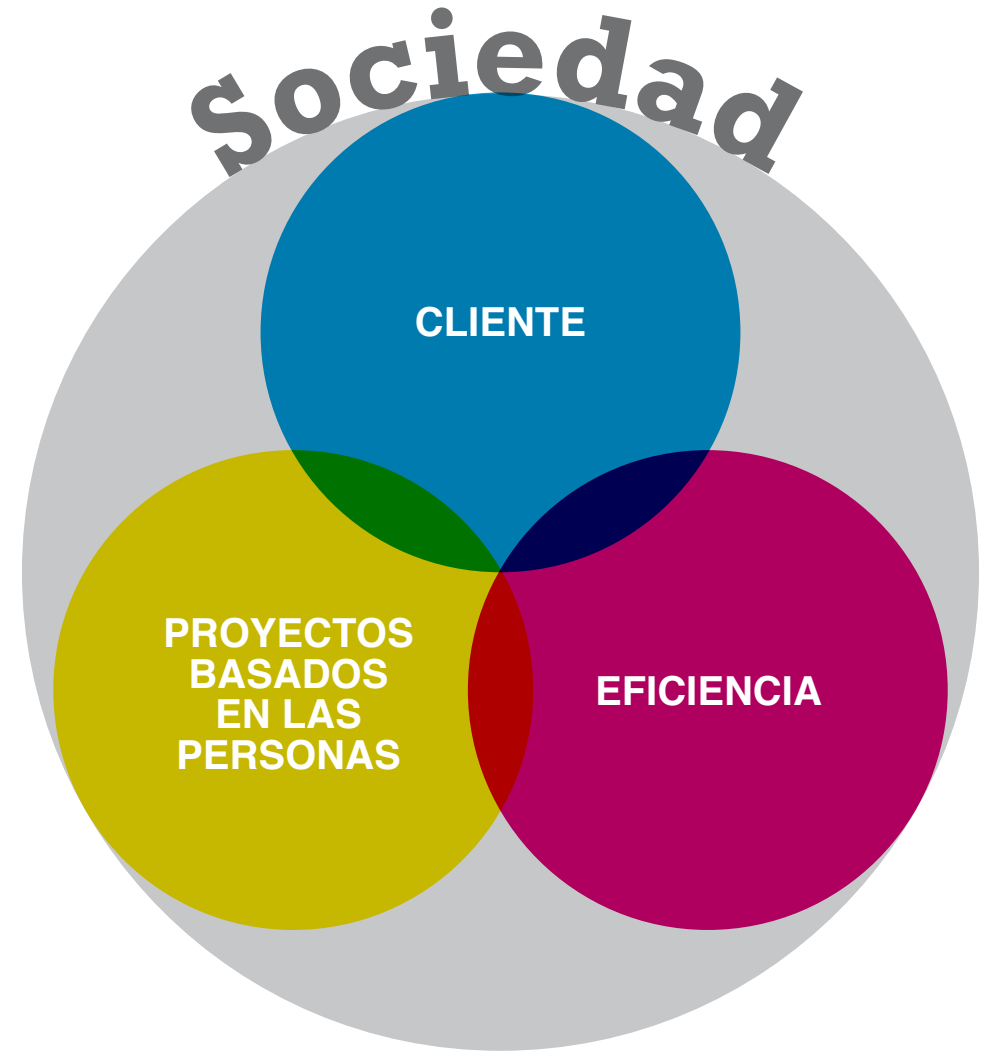 Sociedad
CLIENTE
PROYECTOS
BASADOS
EN LAS
PERSONAS
EFICIENCIA